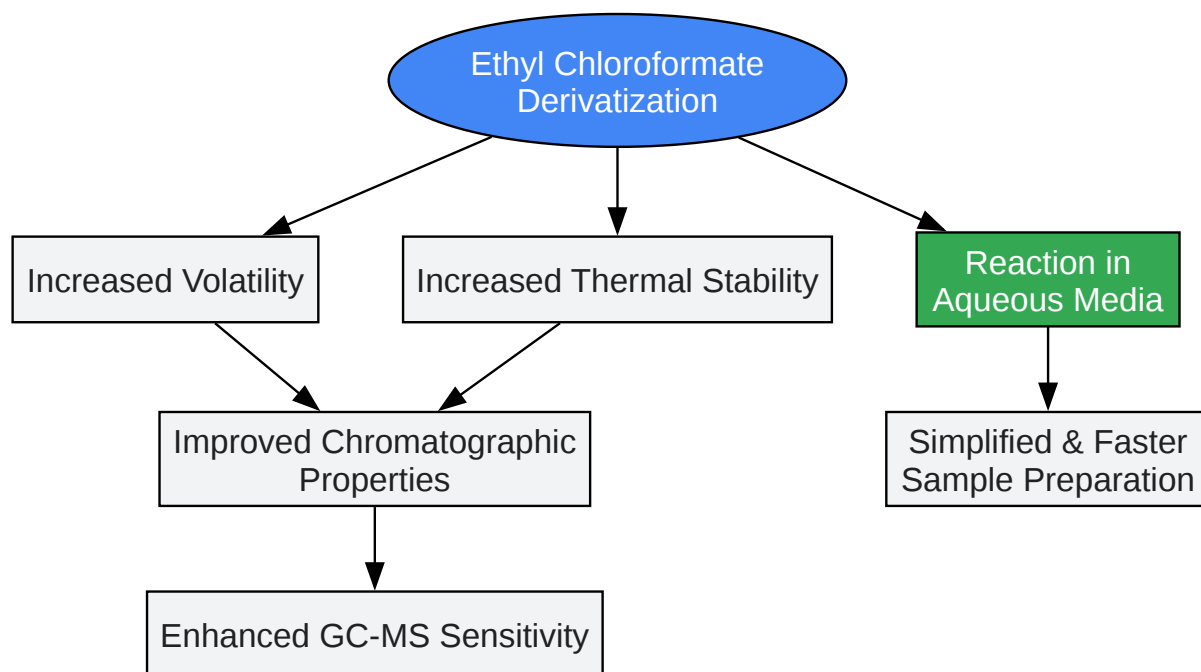 Ethyl Chloroformate
Derivatization
Increased Volatility
Increased Thermal Stability
Reaction in
Aqueous Media
Improved Chromatographic
Properties
Simplified & Faster
Sample Preparation
Enhanced GC-MS Sensitivity